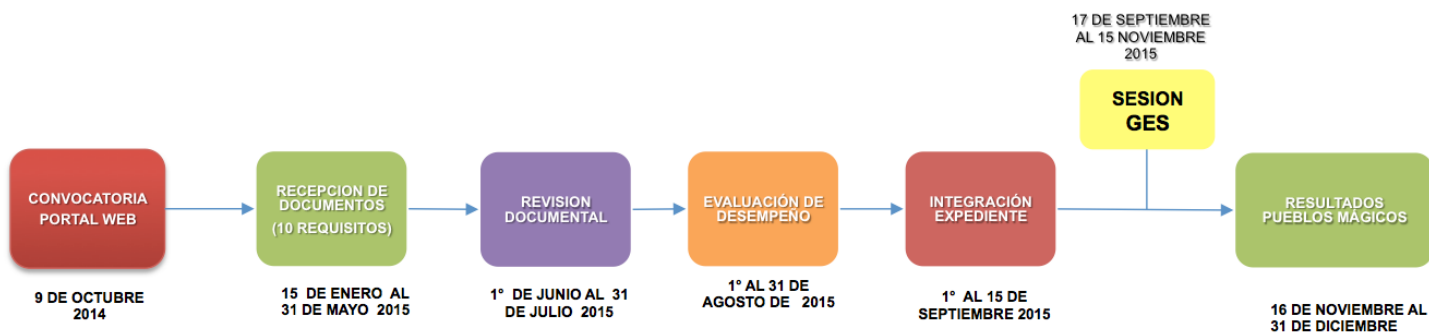 17 DE SEPTIEMBRE
AL 15 NOVIEMBRE
2015
SESION
GES
CONVOCATORIA
PORTAL WEB
RECEPCION DE
DOCUMENTOS
(10 REQUISITOS)
REVISION
DOCUMENTAL
EVALUACIÓN DE
DESEMPEÑO
INTEGRACIÓN
EXPEDIENTE
RESULTADOS
PUEBLOS MÁGICOS
9 DE OCTUBRE
2014
15 DE ENERO AL
31 DE MAYO 2015
1° DE JUNIO AL 31
DE JULIO 2015
1° AL 31 DE
AGOSTO DE 2015
1° AL 15 DE
SEPTIEMBRE 2015
16 DE NOVIEMBRE AL
31 DE DICIEMBRE